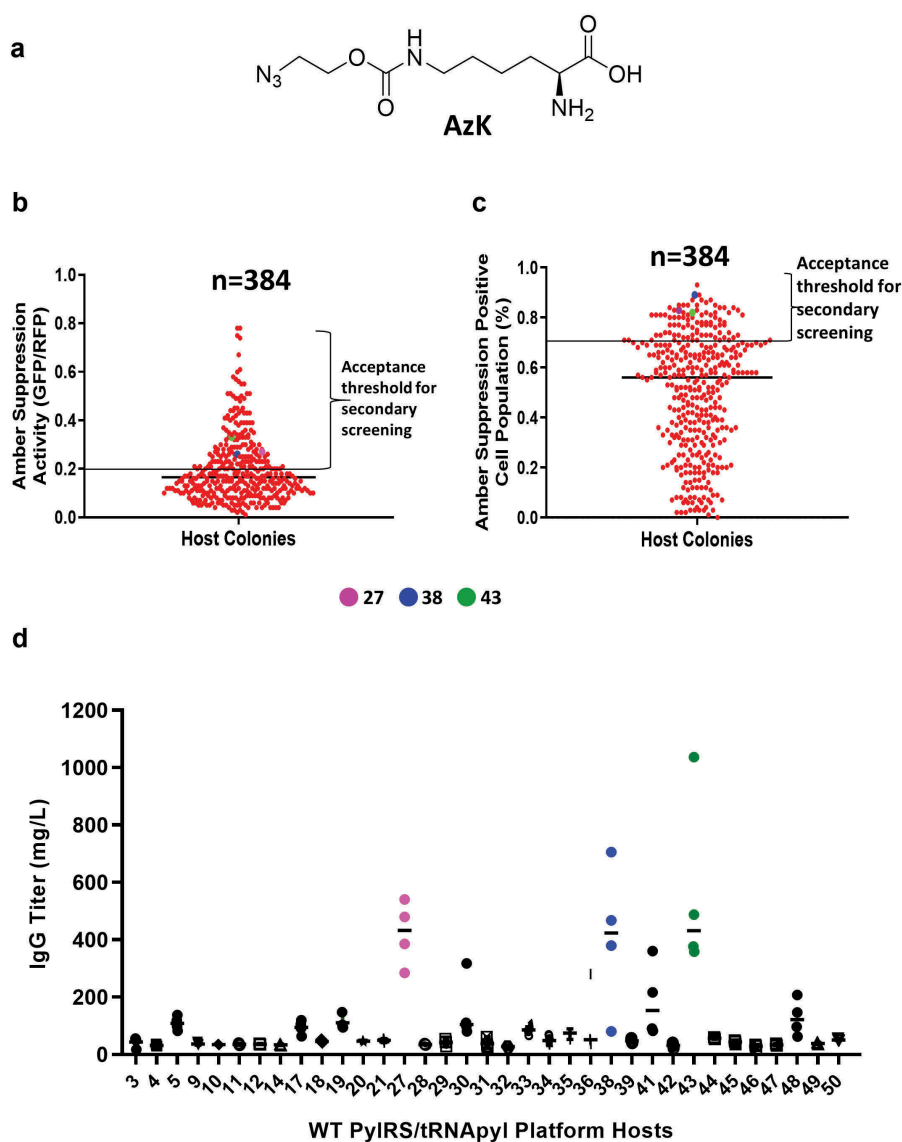 a
N3
O
H
N
O
O
OH
NH2
AzK
b
n=384
Amber Suppression
Activity (GFP/RFP)
1.0
0.8
0.6
0.4
0.2
0.0
Acceptance
threshold for
secondary
screening
Host Colonies
c
n=384
Amber Suppression Positive
Cell Population (%)
1.0
0.8
0.6
0.4
0.2
0.0
Acceptance
threshold for
secondary
screening
Host Colonies
27 38 43
d
IgG Titer (mg/L)
1200
1000
800
600
400
200
0
3 4 5 9 10 11 12 14 17 18 19 20 21 27 28 29 30 31 32 33 34 35 36 38 39 41 42 43 44 45 46 47 48 49 50
WT PylRS/tRNApyl Platform Hosts